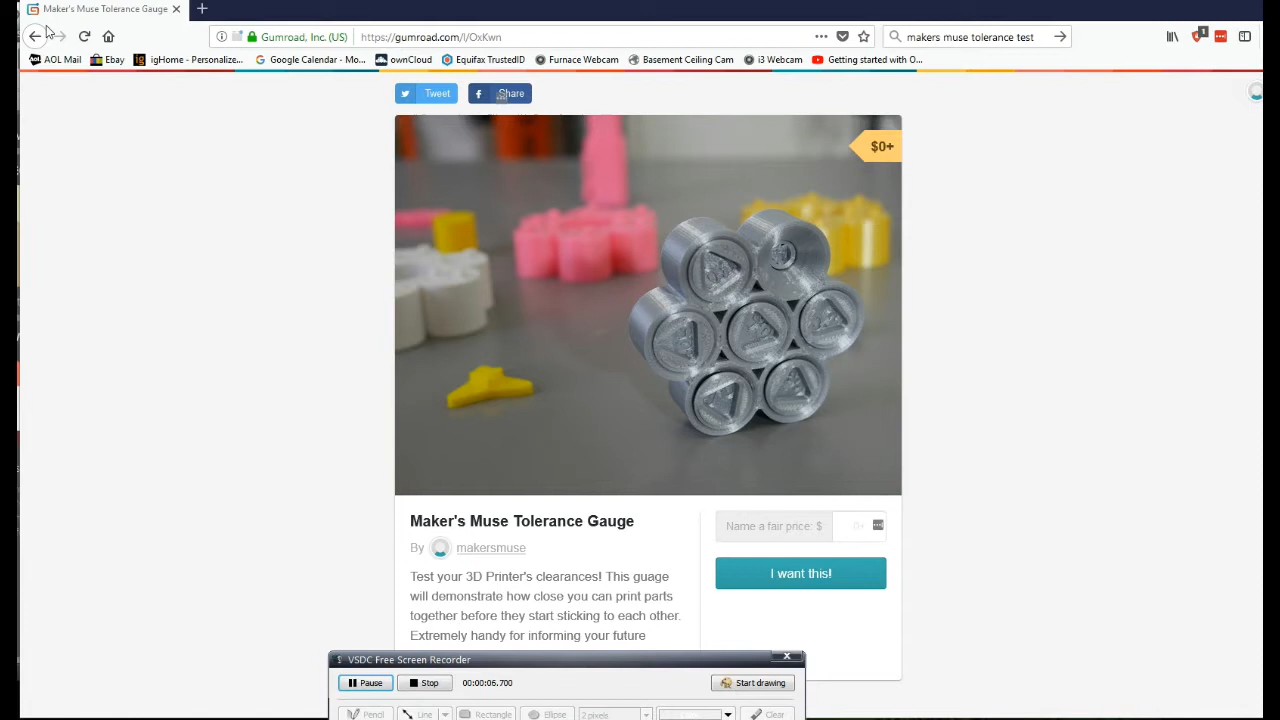 Maker's Muse Tolerance Gauge
Gumroad, Inc. (US)
https://gumroad.com/l/OxKwn
makers muse tolerance test
1
AOL Mail
Ebay
igHome - Personalize...
Google Calendar - Mo...
ownCloud
Equifax TrustedID
Furnace Webcam
Basement Ceiling Cam
i3 Webcam
Getting started with O...
Tweet
Share
$0+
Maker's Muse Tolerance Gauge
By makersmuse
Test your 3D Printer's clearances! This guage
will demonstrate how close you can print parts
together before they start sticking to each other.
Extremely handy for informing your future
Name a fair price: $
0+
I want this!
VSDC Free Screen Recorder
Pause
Stop
00:00:06.700
Start drawing
Pencil
Line
Rectangle
Ellipse
2 pixels
Clear